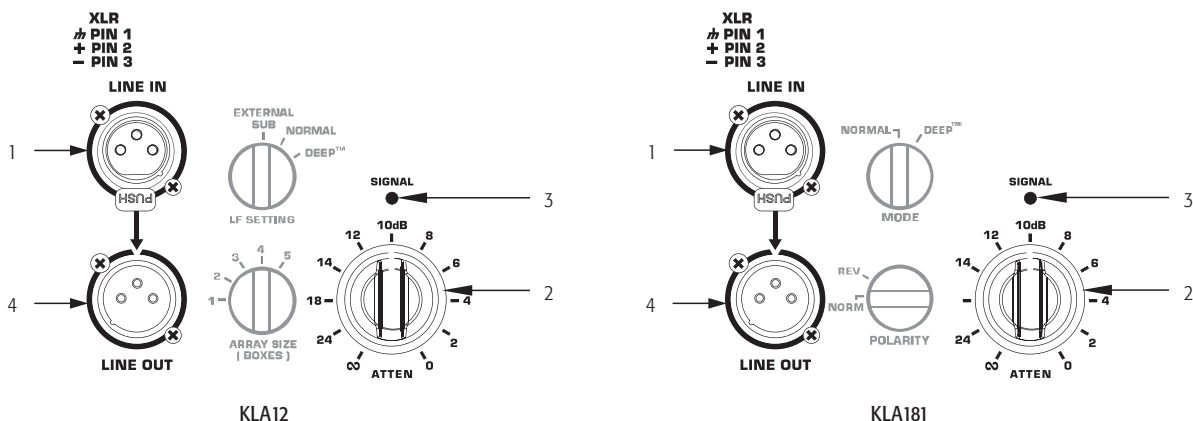 XLR
PIN 1
+ PIN 2
− PIN 3
LINE IN
1
PUSH
EXTERNAL
SUB
NORMAL
DEEP™
LF SETTING
SIGNAL
3
4
LINE OUT
1
2
3
4
5
ARRAY SIZE
( BOXES )
10dB
12
8
14
6
18
4
24
2
∞
0
ATTEN
2
KLA12
XLR
PIN 1
+ PIN 2
− PIN 3
LINE IN
1
PUSH
NORMAL
DEEP™
MODE
SIGNAL
3
4
LINE OUT
REV
NORM
POLARITY
10dB
12
8
14
6
4
24
2
∞
0
ATTEN
2
KLA181